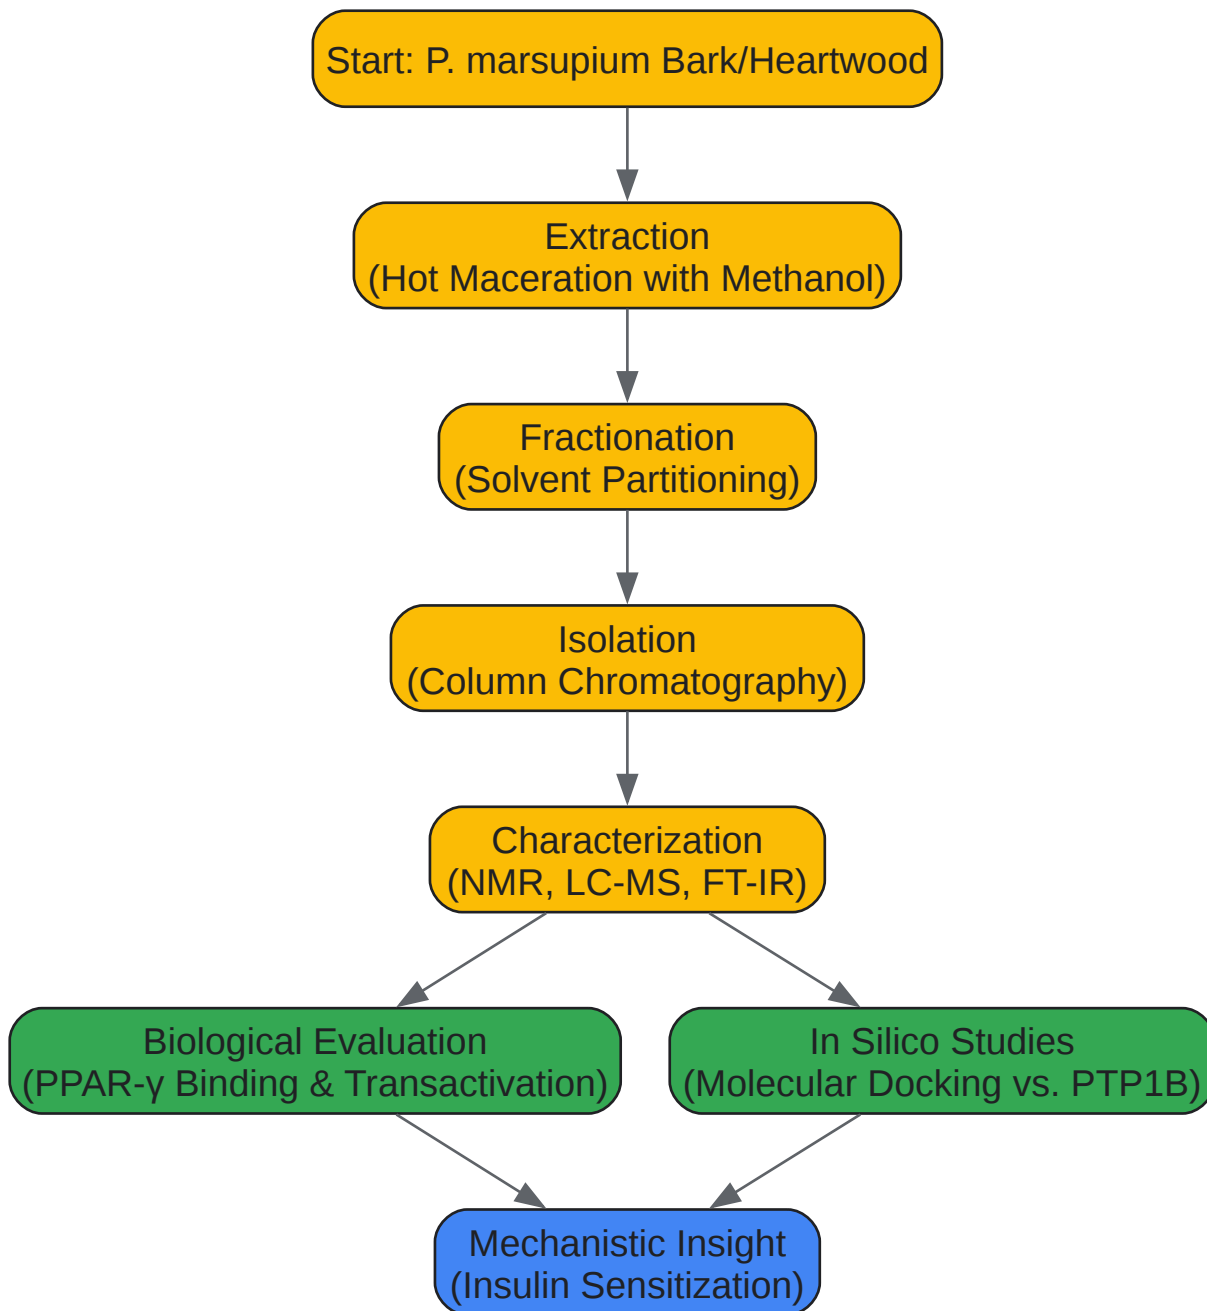 Start: P. marsupium Bark/Heartwood
Extraction
(Hot Maceration with Methanol)
Fractionation
(Solvent Partitioning)
Isolation
(Column Chromatography)
Characterization
(NMR, LC-MS, FT-IR)
Biological Evaluation
(PPAR-γ Binding & Transactivation)
In Silico Studies
(Molecular Docking vs. PTP1B)
Mechanistic Insight
(Insulin Sensitization)